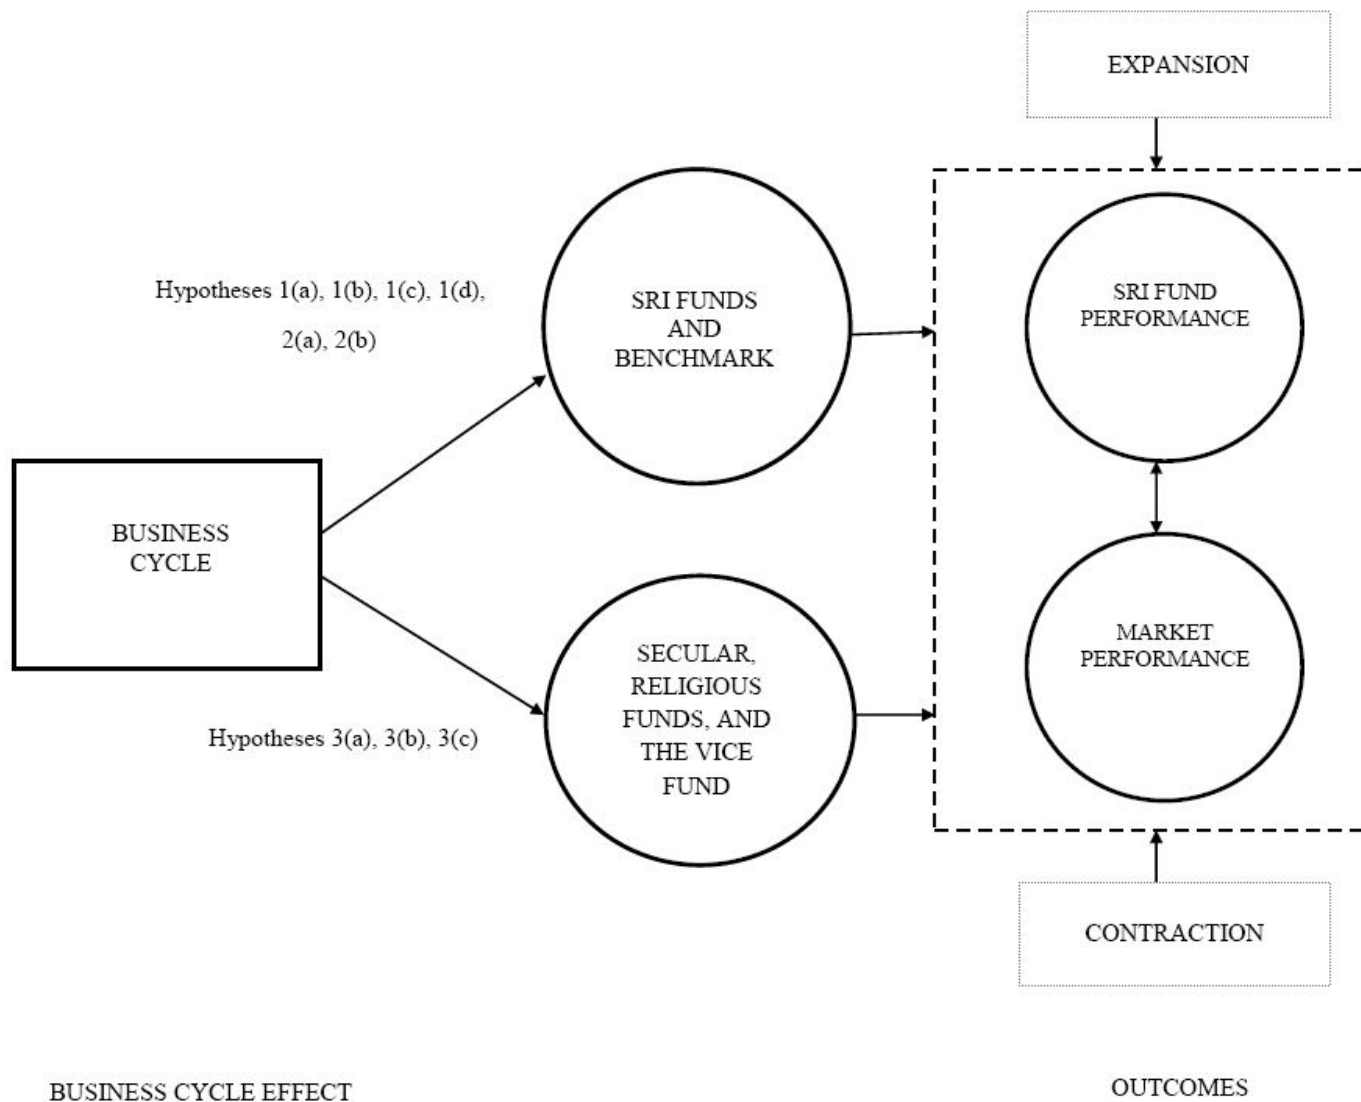 EXPANSION
Hypotheses 1(a), 1(b), 1(c), 1(d),
2(a), 2(b)
SRI FUNDS
AND
BENCHMARK
SRI FUND
PERFORMANCE
BUSINESS
CYCLE
MARKET
PERFORMANCE
SECULAR,
RELIGIOUS
FUNDS, AND
THE VICE
FUND
Hypotheses 3(a), 3(b), 3(c)
CONTRACTION
BUSINESS CYCLE EFFECT
OUTCOMES